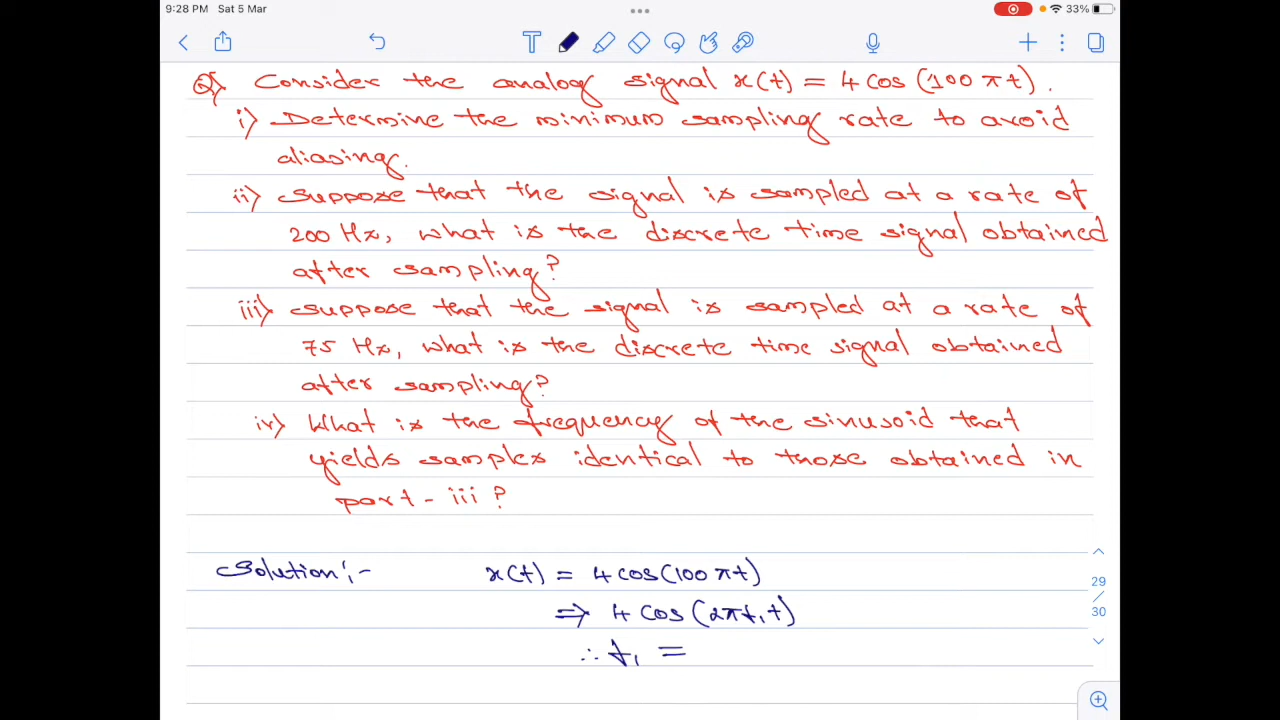 9:28 PM Sat 5 Mar
33%
Q) Consider the analog signal x(t) = 4 cos (100 πt).
i) Determine the minimum sampling rate to avoid
aliasing.
ii) Suppose that the signal is sampled at a rate of
200 Hz, what is the discrete time signal obtained
after sampling?
iii) Suppose that the signal is sampled at a rate of
75 Hz, what is the discrete time signal obtained
after sampling?
iv) What is the frequency of the sinusoid that
yields samples identical to those obtained in
part - iii ?
Solution :- x(t) = 4 cos(100 πt)
⇒ 4 cos (2πf₁t)
∴ f₁ =
29
/
30